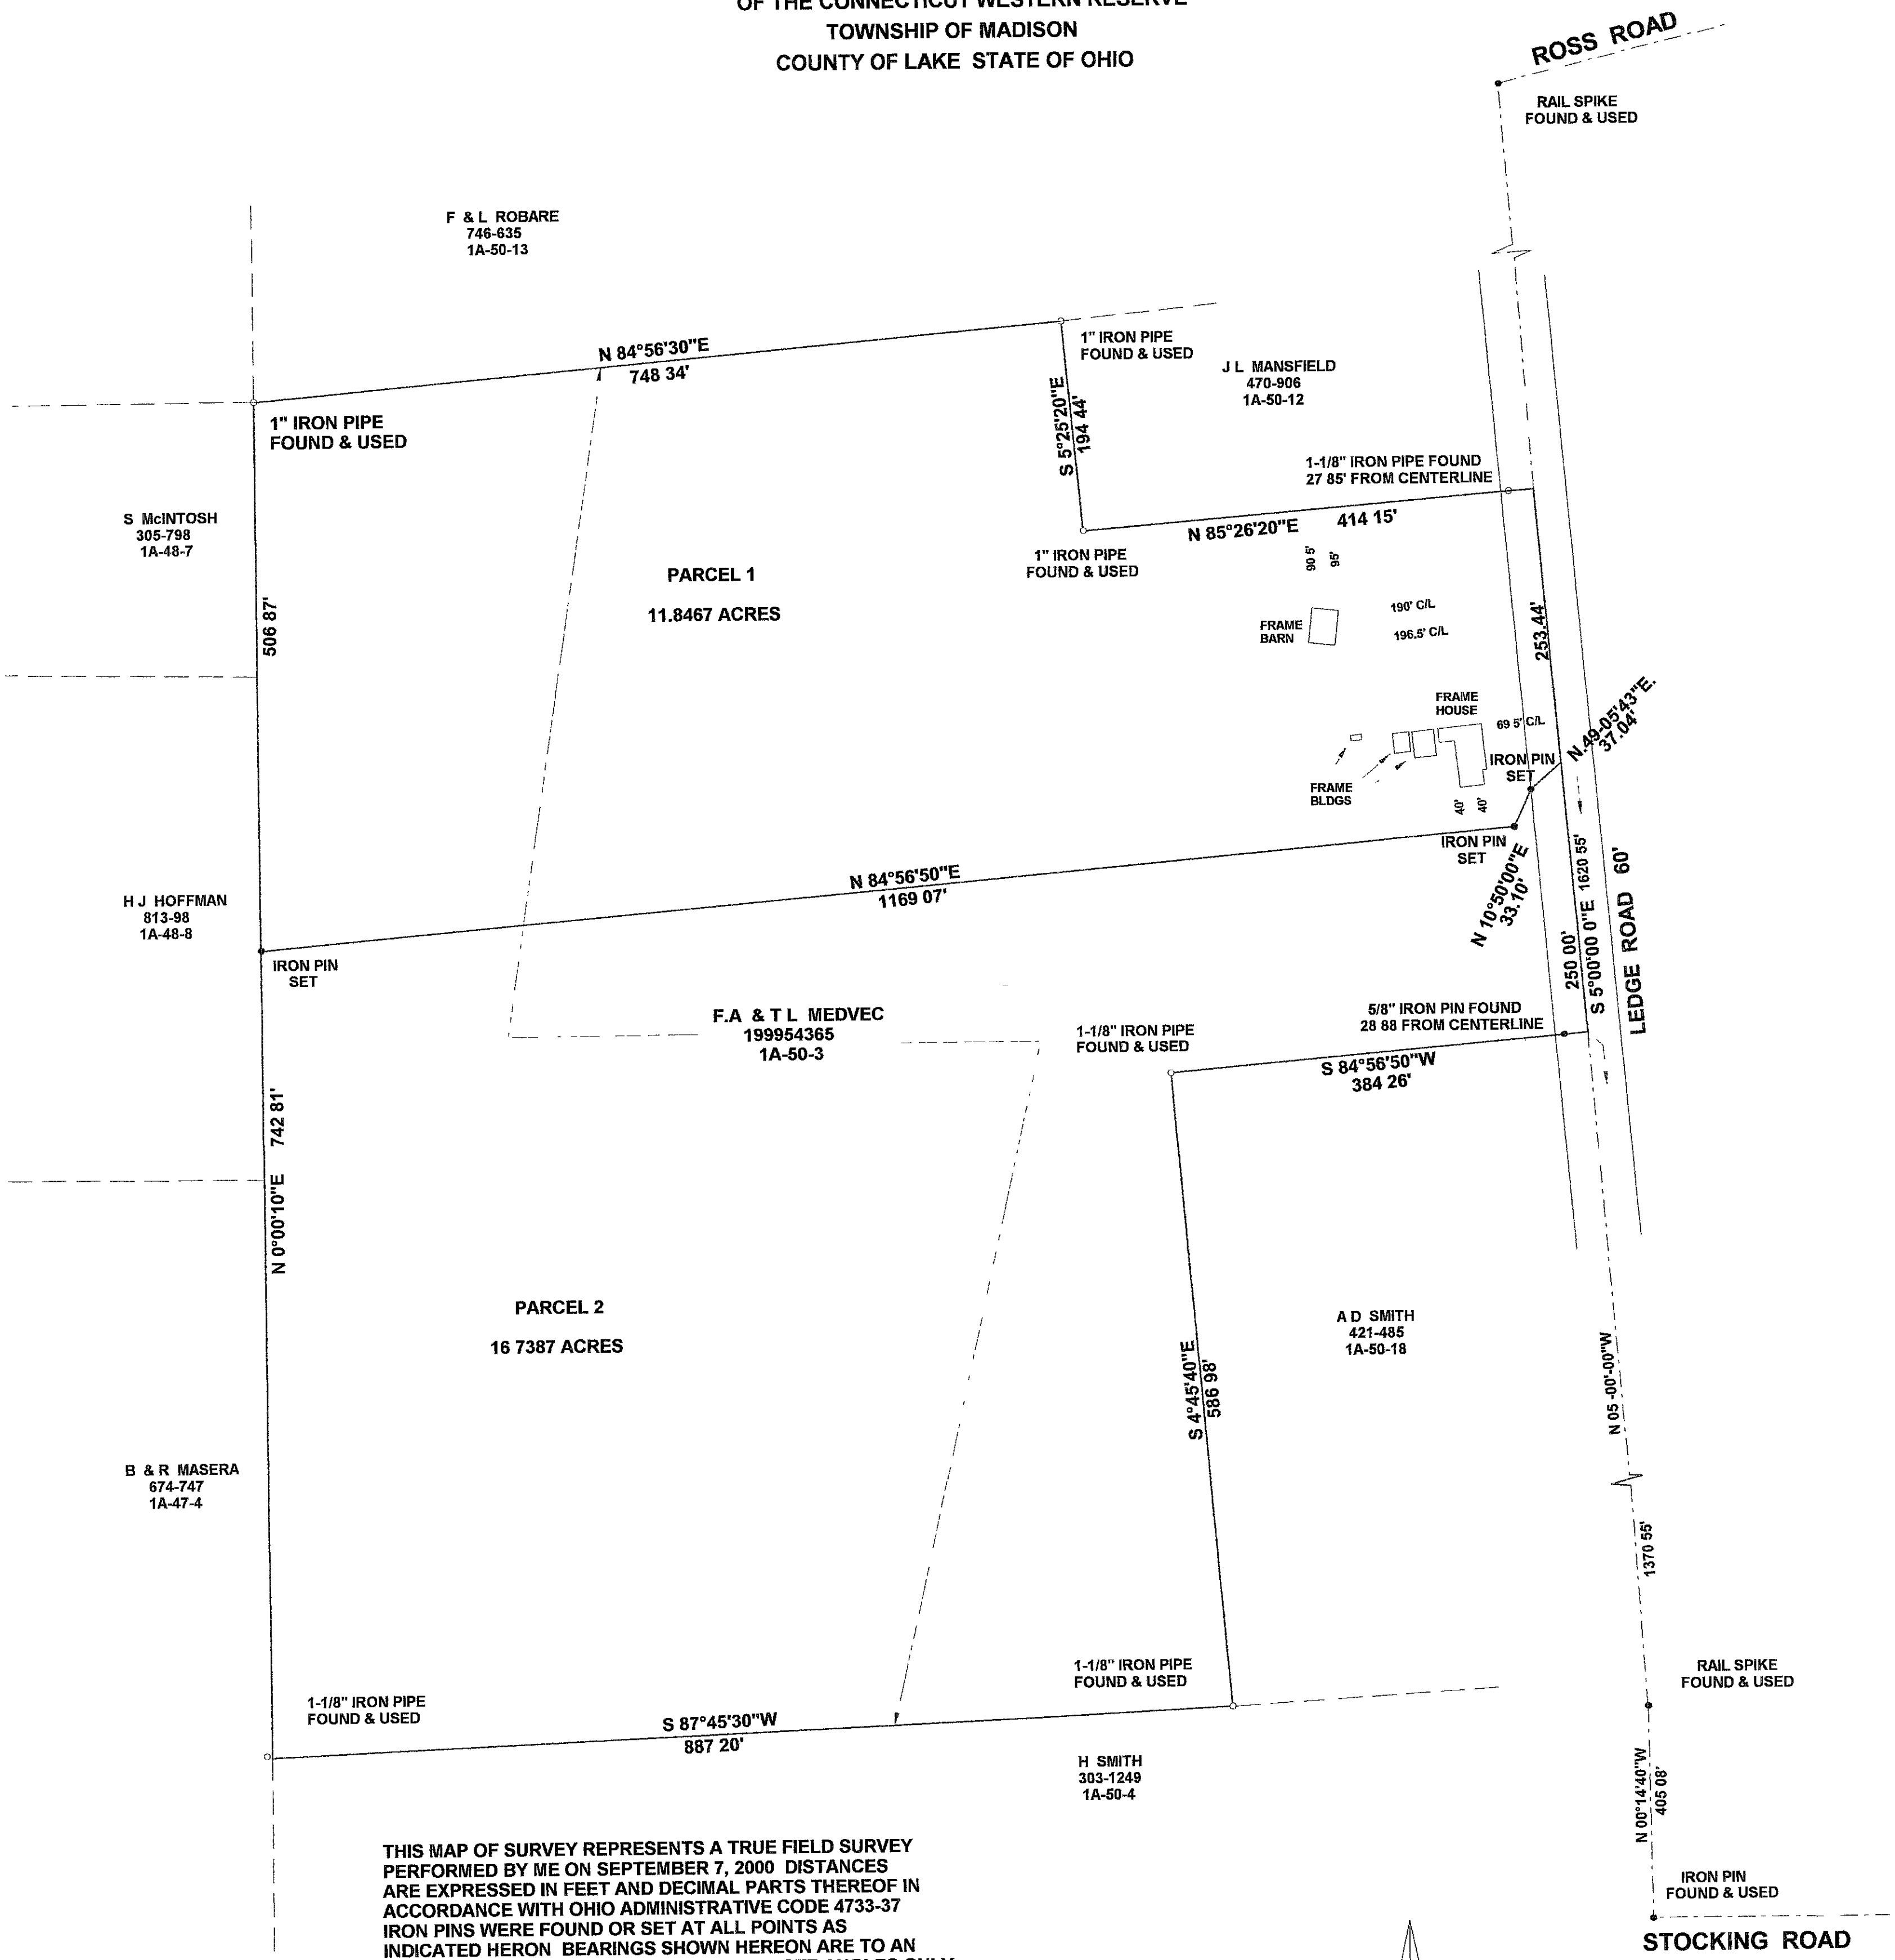 OF THE CONNECTICUT WESTERN RESERVE
TOWNSHIP OF MADISON
COUNTY OF LAKE STATE OF OHIO
ROSS ROAD
RAIL SPIKE
FOUND & USED
F & L ROBARE
746-635
1A-50-13
N 84°56'30"E
748 34'
1" IRON PIPE
FOUND & USED
J L MANSFIELD
470-906
1A-50-12
S 5°25'20"E
194 44'
1" IRON PIPE
FOUND & USED
1-1/8" IRON PIPE FOUND
27 85' FROM CENTERLINE
N 85°26'20"E 414 15'
S McINTOSH
305-798
1A-48-7
1" IRON PIPE
FOUND & USED
90 5'
95'
PARCEL 1
11.8467 ACRES
506 87'
FRAME
BARN
190' C/L
196.5' C/L
253.44'
FRAME
HOUSE
69 5' C/L
N.49-05'43"E.
37.04'
IRON PIN
SET
FRAME
BLDGS
40'
40'
IRON PIN
SET
N 10°50'00"E
33.10'
N 84°56'50"E
1169 07'
H J HOFFMAN
813-98
1A-48-8
IRON PIN
SET
250 00'
S 5°00'00 0"E 1620 55'
LEDGE ROAD 60'
F.A & T L MEDVEC
199954365
1A-50-3
5/8" IRON PIN FOUND
28 88 FROM CENTERLINE
1-1/8" IRON PIPE
FOUND & USED
S 84°56'50"W
384 26'
N 0°00'10"E 742 81'
PARCEL 2
16 7387 ACRES
A D SMITH
421-485
1A-50-18
S 4°45'40"E
586 98'
N 05 -00'-00"W
B & R MASERA
674-747
1A-47-4
1370 55'
1-1/8" IRON PIPE
FOUND & USED
RAIL SPIKE
FOUND & USED
1-1/8" IRON PIPE
FOUND & USED
S 87°45'30"W
887 20'
H SMITH
303-1249
1A-50-4
N 00°14'40"W
405 08'
THIS MAP OF SURVEY REPRESENTS A TRUE FIELD SURVEY
PERFORMED BY ME ON SEPTEMBER 7, 2000 DISTANCES
ARE EXPRESSED IN FEET AND DECIMAL PARTS THEREOF IN
ACCORDANCE WITH OHIO ADMINISTRATIVE CODE 4733-37
IRON PINS WERE FOUND OR SET AT ALL POINTS AS
INDICATED HERON BEARINGS SHOWN HEREON ARE TO AN
IRON PIN
FOUND & USED
STOCKING ROAD